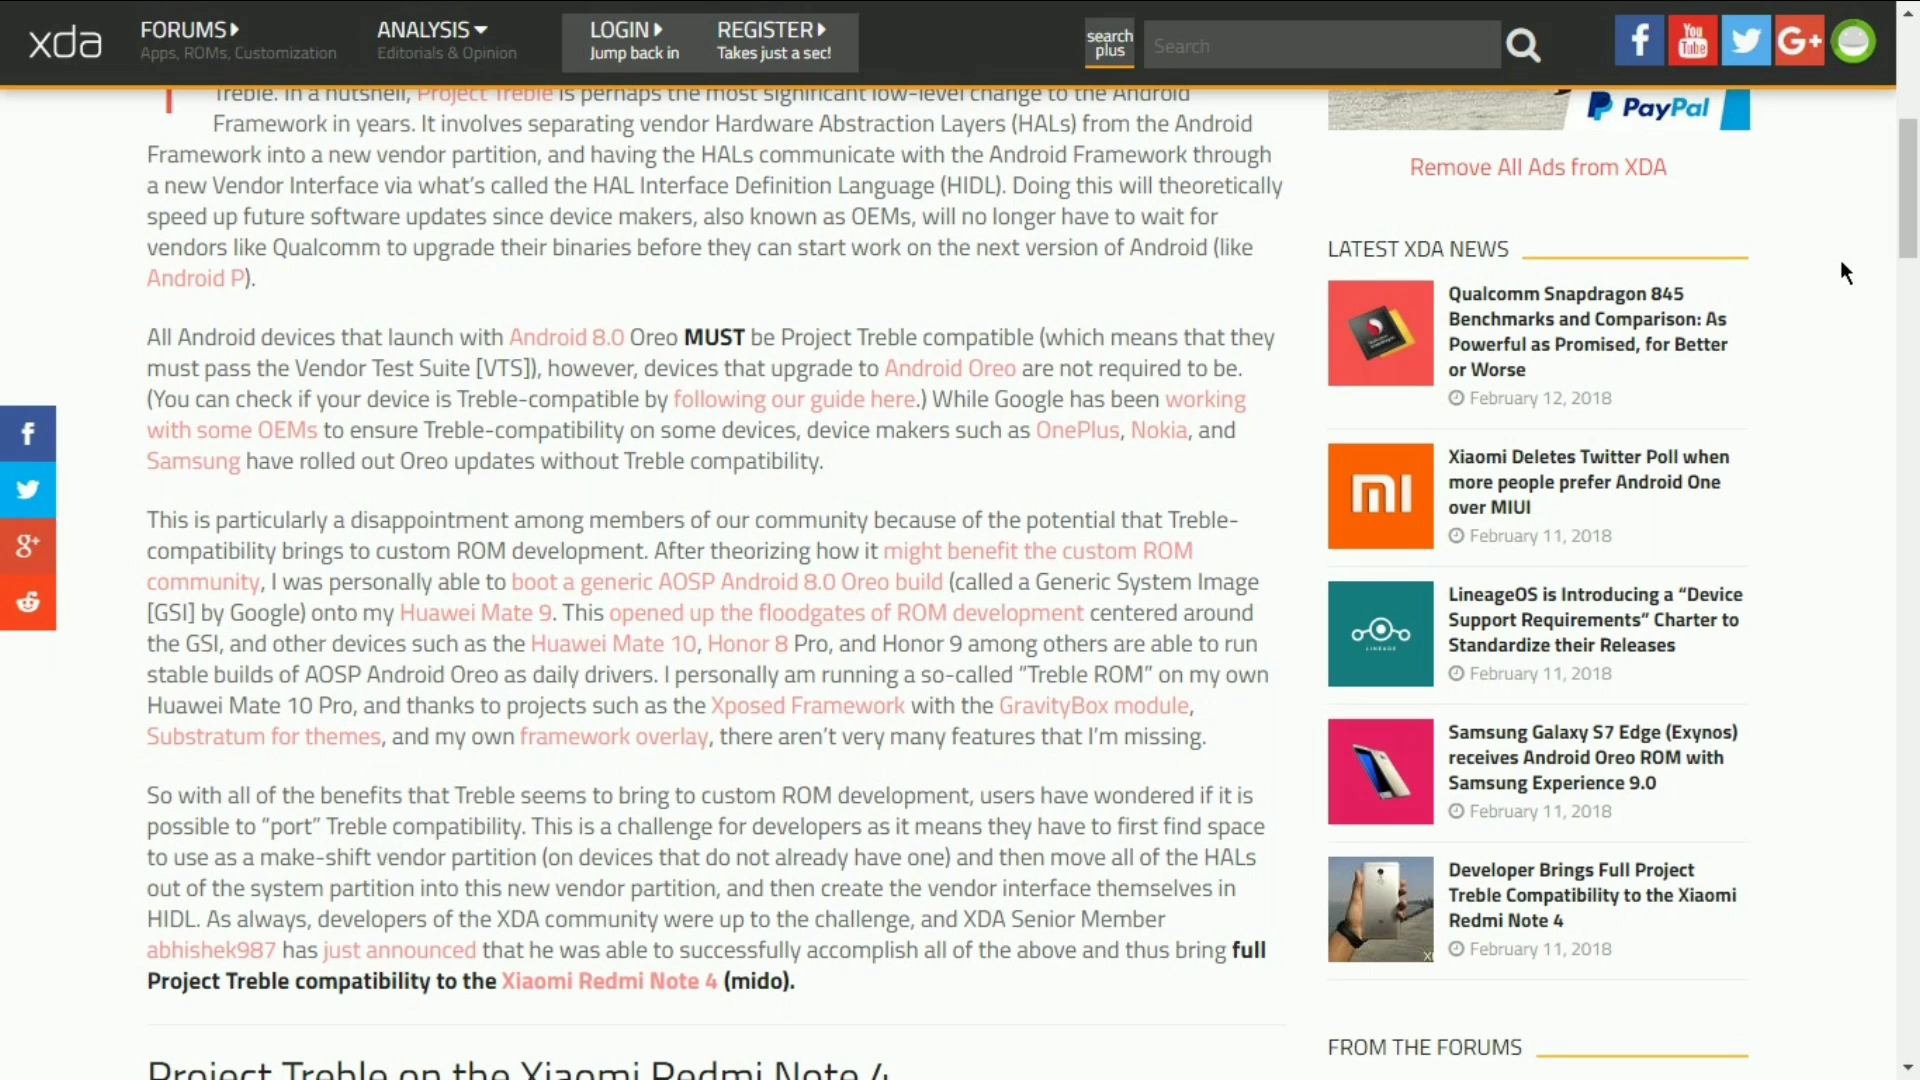 xda
FORUMS
Apps, ROMs, Customization
ANALYSIS
Editorials & Opinion
LOGIN
Jump back in
REGISTER
Takes just a sec!
search
plus
Search
You
Tube
G+
Treble. In a nutshell, Project Treble is perhaps the most significant low-level change to the Android
Framework in years. It involves separating vendor Hardware Abstraction Layers (HALs) from the Android
Framework into a new vendor partition, and having the HALs communicate with the Android Framework through
a new Vendor Interface via what's called the HAL Interface Definition Language (HIDL). Doing this will theoretically
speed up future software updates since device makers, also known as OEMs, will no longer have to wait for
vendors like Qualcomm to upgrade their binaries before they can start work on the next version of Android (like
Android P).
All Android devices that launch with Android 8.0 Oreo MUST be Project Treble compatible (which means that they
must pass the Vendor Test Suite [VTS]), however, devices that upgrade to Android Oreo are not required to be.
(You can check if your device is Treble-compatible by following our guide here.) While Google has been working
with some OEMs to ensure Treble-compatibility on some devices, device makers such as OnePlus, Nokia, and
Samsung have rolled out Oreo updates without Treble compatibility.
This is particularly a disappointment among members of our community because of the potential that Treble-
compatibility brings to custom ROM development. After theorizing how it might benefit the custom ROM
community, I was personally able to boot a generic AOSP Android 8.0 Oreo build (called a Generic System Image
[GSI] by Google) onto my Huawei Mate 9. This opened up the floodgates of ROM development centered around
the GSI, and other devices such as the Huawei Mate 10, Honor 8 Pro, and Honor 9 among others are able to run
stable builds of AOSP Android Oreo as daily drivers. I personally am running a so-called “Treble ROM” on my own
Huawei Mate 10 Pro, and thanks to projects such as the Xposed Framework with the GravityBox module,
Substratum for themes, and my own framework overlay, there aren't very many features that I'm missing.
So with all of the benefits that Treble seems to bring to custom ROM development, users have wondered if it is
possible to “port” Treble compatibility. This is a challenge for developers as it means they have to first find space
to use as a make-shift vendor partition (on devices that do not already have one) and then move all of the HALs
out of the system partition into this new vendor partition, and then create the vendor interface themselves in
HIDL. As always, developers of the XDA community were up to the challenge, and XDA Senior Member
abhishek987 has just announced that he was able to successfully accomplish all of the above and thus bring full
Project Treble compatibility to the Xiaomi Redmi Note 4 (mido).
Project Treble on the Xiaomi Redmi Note 4
PayPal
Remove All Ads from XDA
LATEST XDA NEWS
Qualcomm Snapdragon 845
Benchmarks and Comparison: As
Powerful as Promised, for Better
or Worse
February 12, 2018
Xiaomi Deletes Twitter Poll when
more people prefer Android One
over MIUI
February 11, 2018
LINEAGE
LineageOS is Introducing a “Device
Support Requirements” Charter to
Standardize their Releases
February 11, 2018
Samsung Galaxy S7 Edge (Exynos)
receives Android Oreo ROM with
Samsung Experience 9.0
February 11, 2018
Developer Brings Full Project
Treble Compatibility to the Xiaomi
Redmi Note 4
February 11, 2018
FROM THE FORUMS